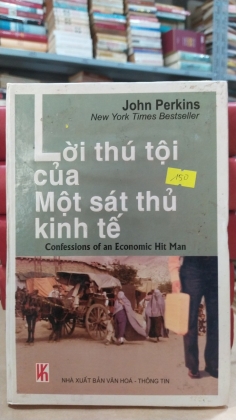 John Perkins
New York Times Bestseller
Lời thú tội
của
Một sát thủ
kinh tế
150
Confessions of an Economic Hit Man
NHÀ XUẤT BẢN VĂN HOÁ - THÔNG TIN